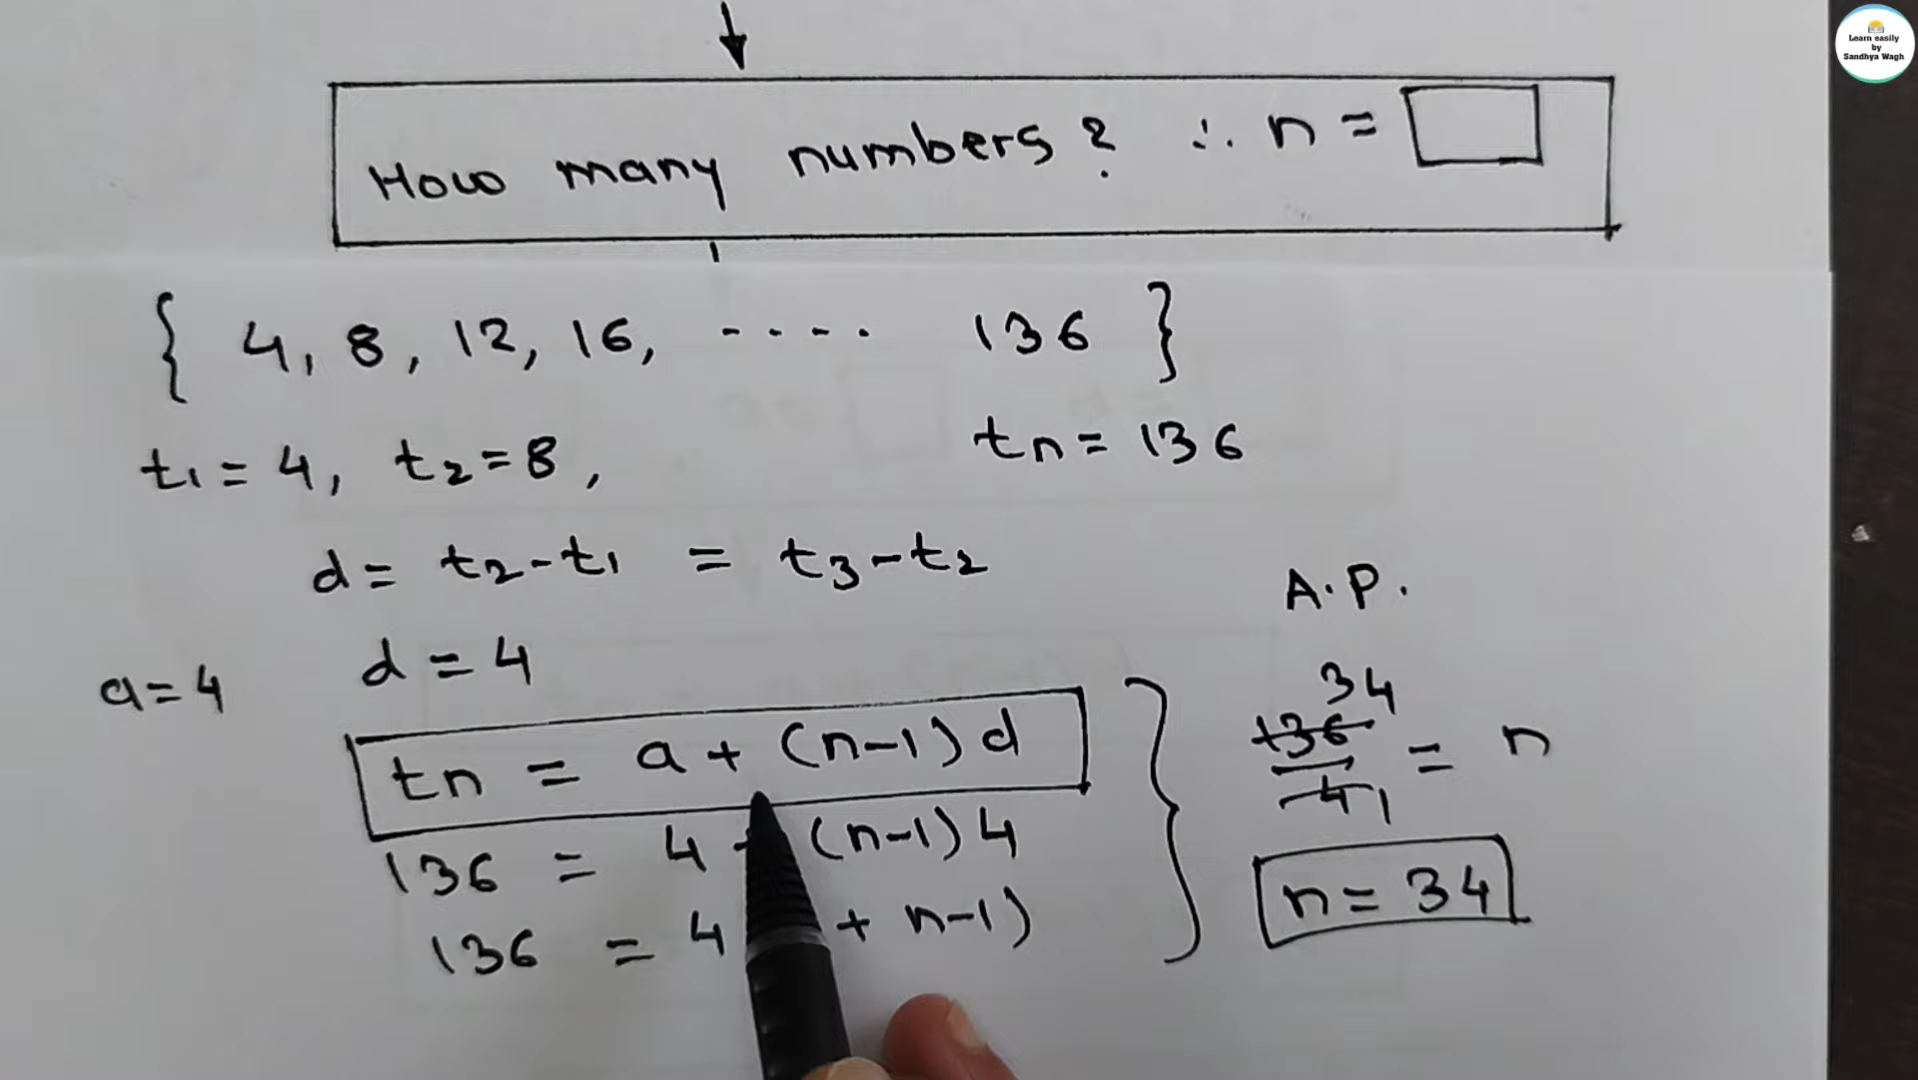 Learn easily
by
Sandhya Wagh
How many numbers? ∴ n =
{ 4, 8, 12, 16, ---- 136 }
t1 = 4, t2 = 8, tn = 136
d = t2 - t1 = t3 - t2
A.P.
a = 4 d = 4
tn = a + (n-1) d
136 = 4 (n-1) 4
136 = 4 + n-1)
34
136
4 1
= n
n = 34